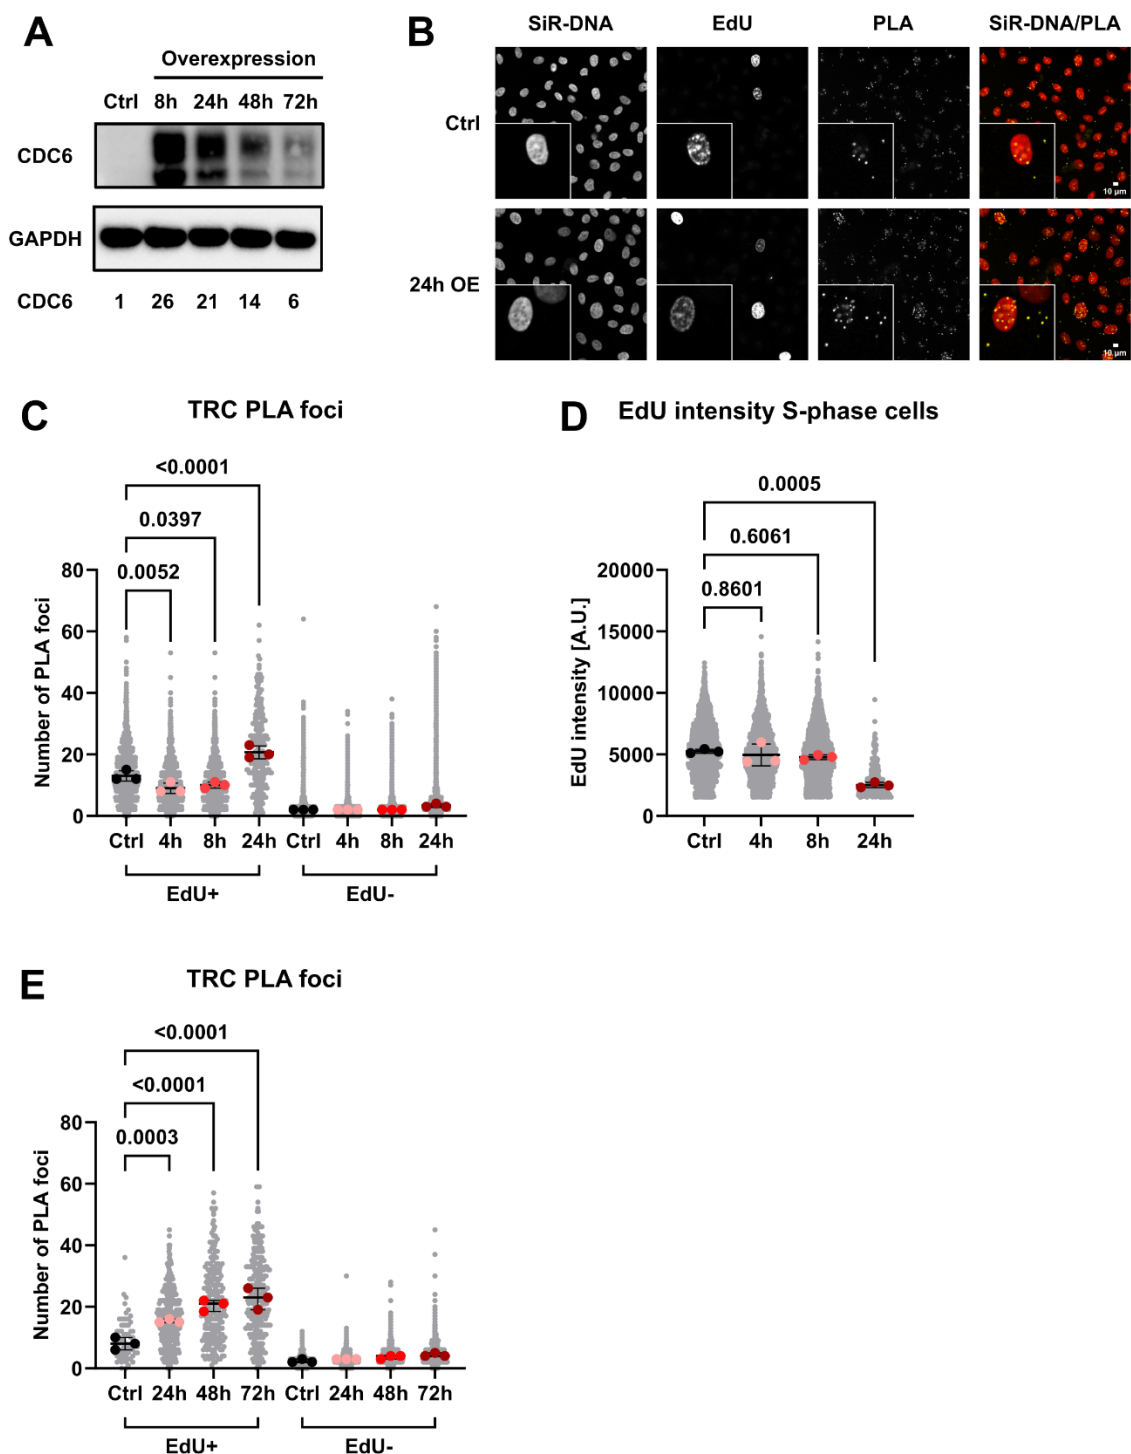 A
Overexpression
Ctrl 8h 24h 48h 72h
CDC6
GAPDH
CDC6 1 26 21 14 6
B
SiR-DNA EdU PLA SiR-DNA/PLA
Ctrl
10 µm
24h OE
10 µm
C
TRC PLA foci
<0.0001
0.0397
0.0052
Number of PLA foci
80
60
40
20
0
Ctrl 4h 8h 24h Ctrl 4h 8h 24h
EdU+ EdU-
D
EdU intensity S-phase cells
0.0005
0.6061
0.8601
EdU intensity [A.U.]
20000
15000
10000
5000
0
Ctrl 4h 8h 24h
E
TRC PLA foci
<0.0001
<0.0001
0.0003
Number of PLA foci
80
60
40
20
0
Ctrl 24h 48h 72h Ctrl 24h 48h 72h
EdU+ EdU-